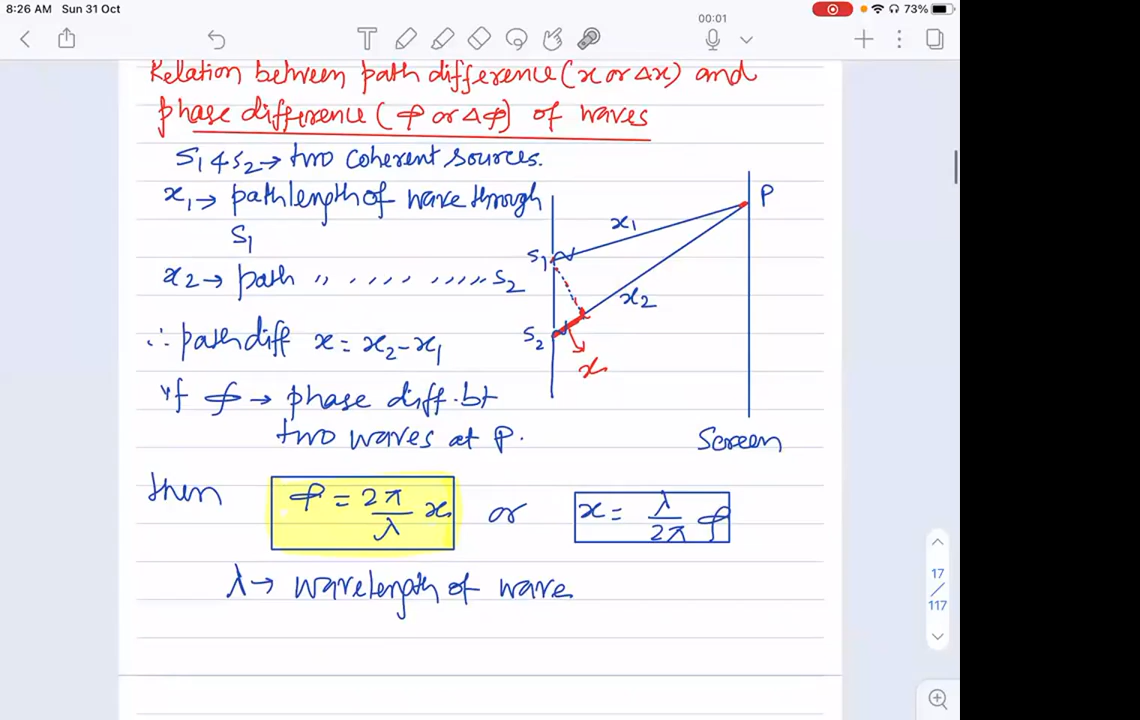 8:26 AM Sun 31 Oct
73%
00:01
Relation between path difference (x or Δx) and
phase difference (φ or Δφ) of waves
S1 & S2 → two coherent sources.
x1 → path length of wave through
S1
x2 → path ,, , , , , ,,,,, S2
∴ path diff x = x2 - x1
If φ → phase diff. bt
two waves at P.
then φ = 2π/λ x or x = λ/2π φ
λ → wavelength of wave
P
x1
S1
x2
S2
x
Screen
17
/
117